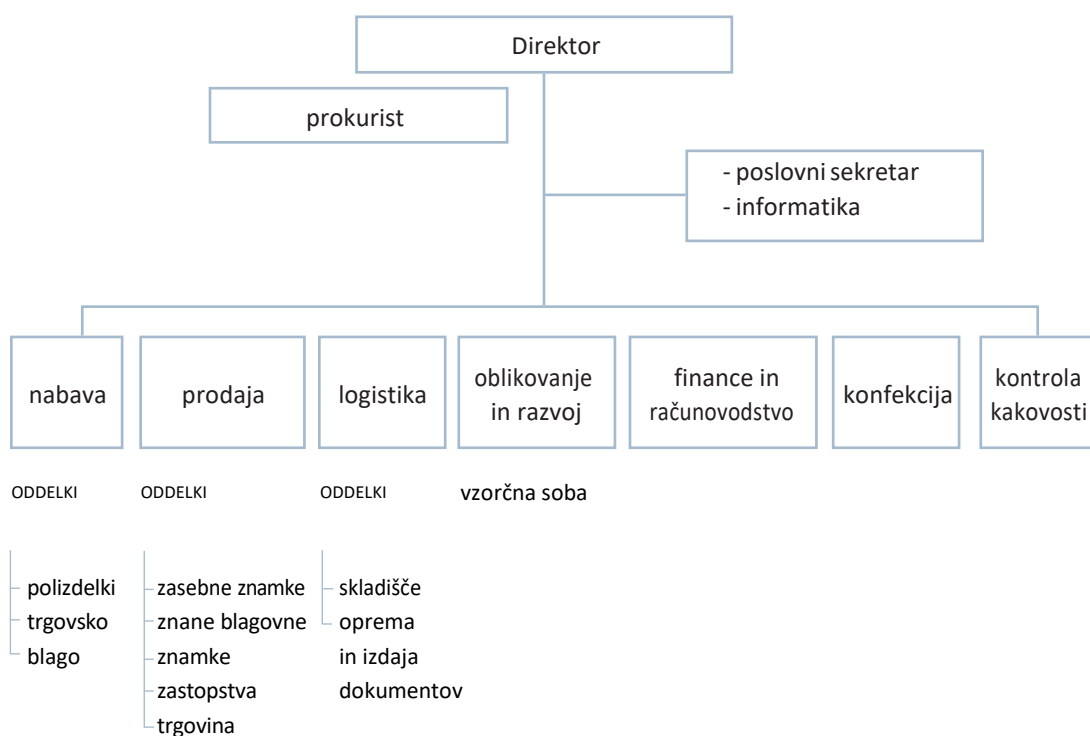 Direktor
prokurist
- poslovni sekretar
- informatika
nabava
prodaja
logistika
oblikovanje
in razvoj
finance in
računovodstvo
konfekcija
kontrola
kakovosti
ODDELKI
ODDELKI
ODDELKI
vzorčna soba
polizdelki
trgovsko
blago
zasebne znamke
znane blagovne
znamke
zastopstva
trgovina
skladišče
oprema
in izdaja
dokumentov